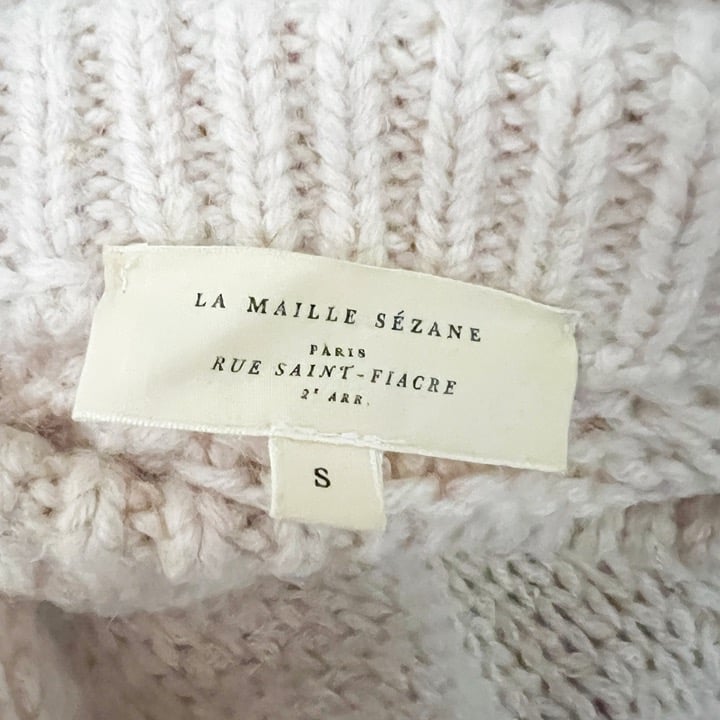 LA MAILLE SÉZANE
PARIS
RUE SAINT-FIACRE
2ᵉ ARR.
S